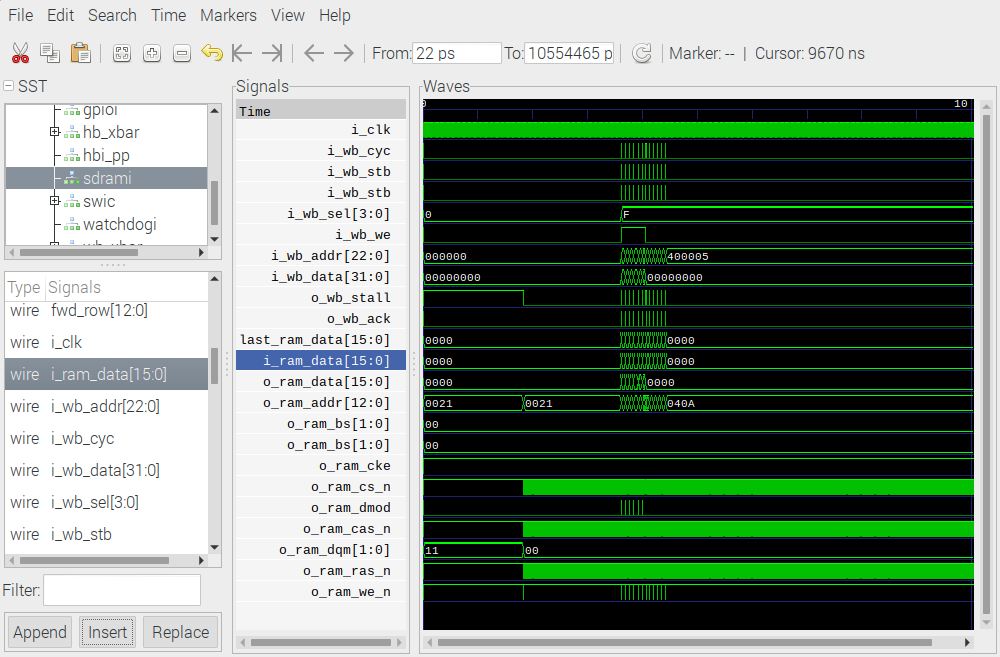 File Edit Search Time Markers View Help
From: 22 ps To: 10554465 p Marker: -- | Cursor: 9670 ns
SST
gpioi
hb_xbar
hbi_pp
sdrami
swic
watchdogi
wb_xbar
Type Signals
wire fwd_row[12:0]
wire i_clk
wire i_ram_data[15:0]
wire i_wb_addr[22:0]
wire i_wb_cyc
wire i_wb_data[31:0]
wire i_wb_sel[3:0]
wire i_wb_stb
Filter:
Append Insert Replace
Signals
Time
i_clk
i_wb_cyc
i_wb_stb
i_wb_stb
i_wb_sel[3:0]
i_wb_we
i_wb_addr[22:0]
i_wb_data[31:0]
o_wb_stall
o_wb_ack
last_ram_data[15:0]
i_ram_data[15:0]
o_ram_data[15:0]
o_ram_addr[12:0]
o_ram_bs[1:0]
o_ram_bs[1:0]
o_ram_cke
o_ram_cs_n
o_ram_dmod
o_ram_cas_n
o_ram_dqm[1:0]
o_ram_ras_n
o_ram_we_n
Waves
0 10
0 F
000000 400005
00000000 00000000
0000 0000
0000 0000
0000 0000
0021 0021 040A
00
00
11 00